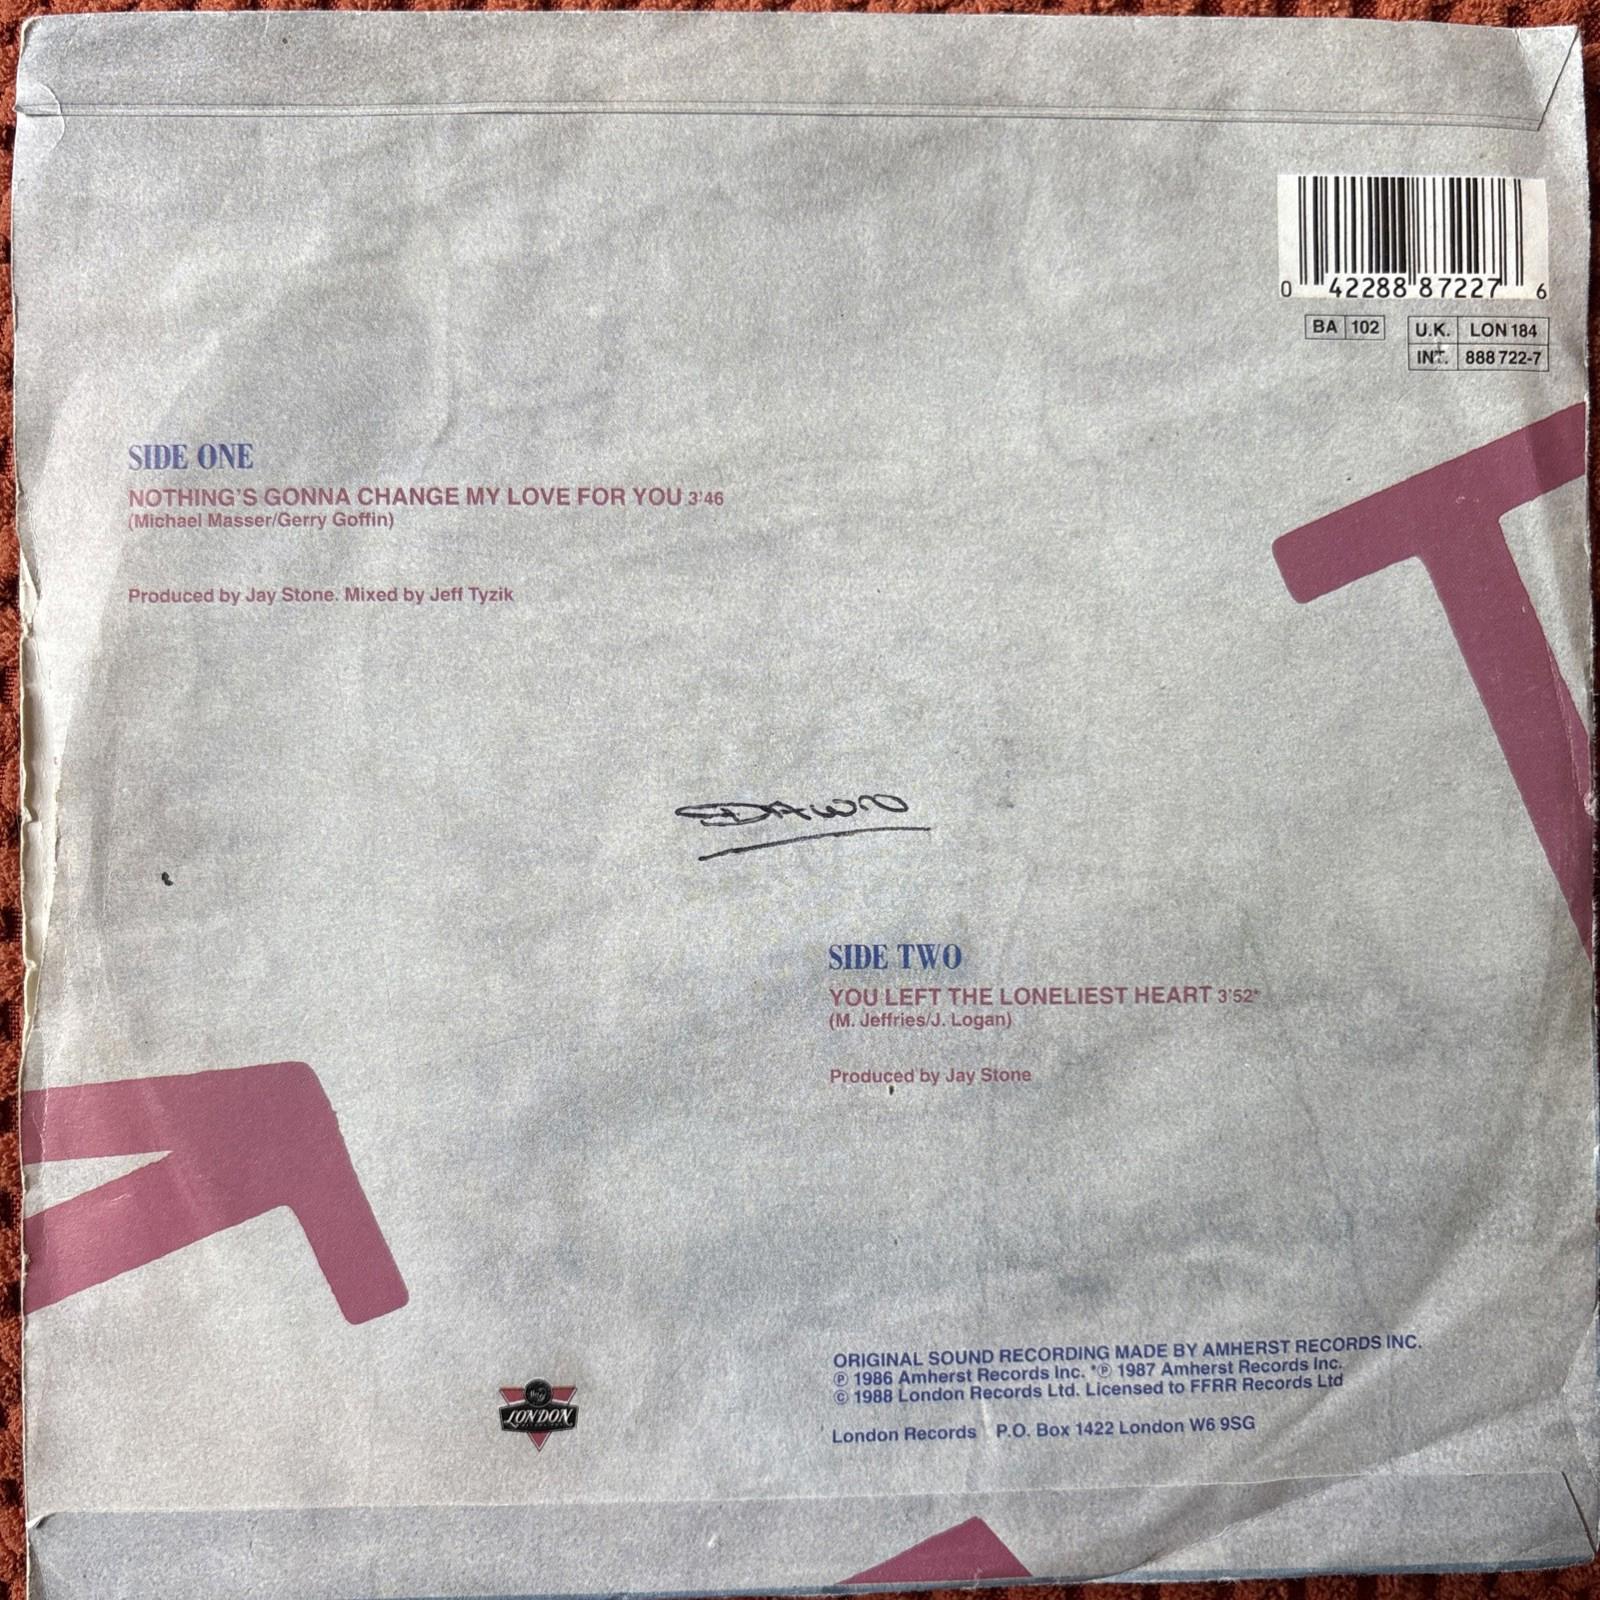 0 42288 87227 6
BA 102
U.K. LON 184
INT. 888 722-7
SIDE ONE
NOTHING'S GONNA CHANGE MY LOVE FOR YOU 3'46
(Michael Masser/Gerry Goffin)
Produced by Jay Stone. Mixed by Jeff Tyzik
DAWN
SIDE TWO
YOU LEFT THE LONELIEST HEART 3'52*
(M. Jeffries/J. Logan)
Produced by Jay Stone
ORIGINAL SOUND RECORDING MADE BY AMHERST RECORDS INC.
℗ 1986 Amherst Records Inc. *℗ 1987 Amherst Records Inc.
© 1988 London Records Ltd. Licensed to FFRR Records Ltd
London Records P.O. Box 1422 London W6 9SG
LONDON